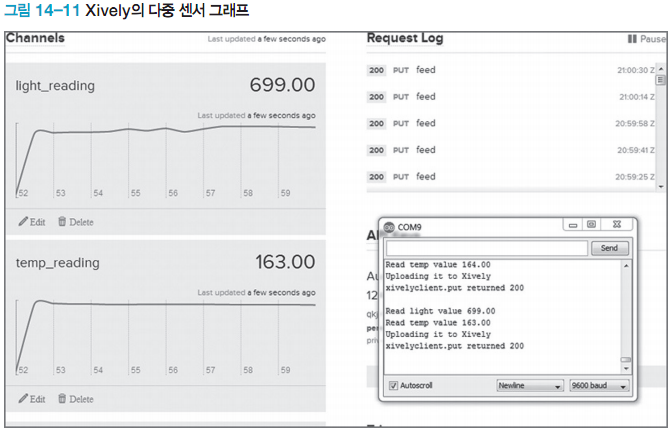 그림 14–11 Xively의 다중 센서 그래프
Channels
Last updated a few seconds ago
light_reading
699.00
Last updated a few seconds ago
52 53 54 55 56 57 58 59
Edit Delete
temp_reading
163.00
Last updated a few seconds ago
52 53 54 55 56 57 58 59
Edit Delete
Request Log
Pause
200 PUT feed 21:00:30 Z
200 PUT feed 21:00:14 Z
200 PUT feed 20:59:58 Z
200 PUT feed 20:59:41 Z
200 PUT feed 20:59:25 Z
COM9
Send
Read temp value 164.00
Uploading it to Xively
xivelyclient.put returned 200
Read light value 699.00
Read temp value 163.00
Uploading it to Xively
xivelyclient.put returned 200
Autoscroll
Newline
9600 baud